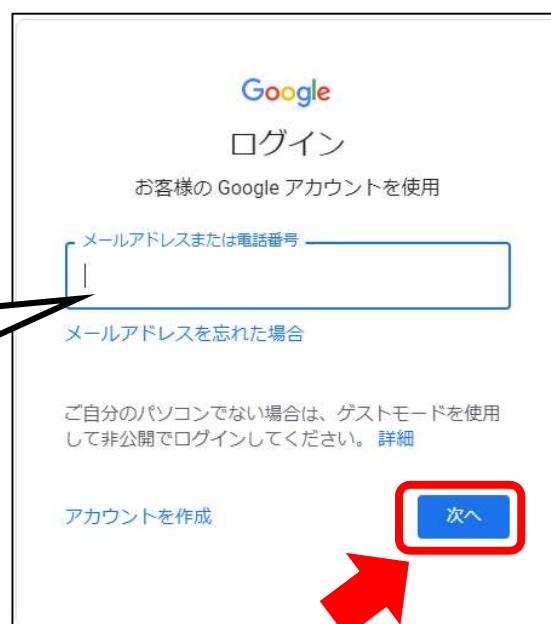 Google
ログイン
お客様の Google アカウントを使用
メールアドレスまたは電話番号
メールアドレスを忘れた場合
ご自分のパソコンでない場合は、ゲストモードを使用
して非公開でログインしてください。 詳細
アカウントを作成
次へ